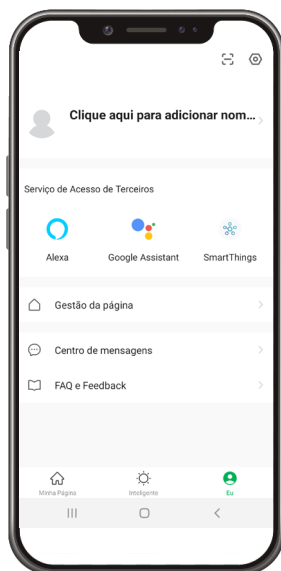 Clique aqui para adicionar nom...
Serviço de Acesso de Terceiros
Alexa
Google Assistant
SmartThings
Gestão da página
Centro de mensagens
FAQ e Feedback
Minha Página
Inteligente
Eu